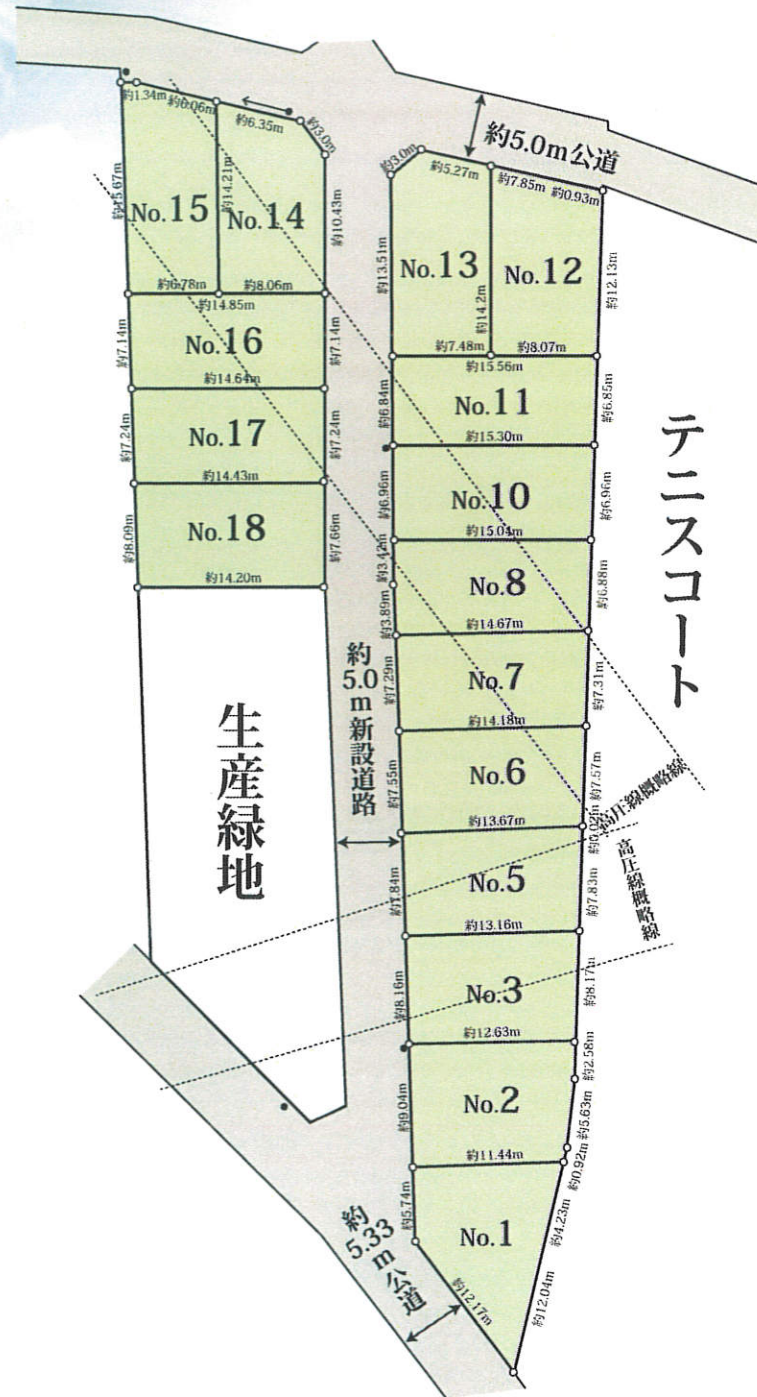 約1.34m
約6.06m
約6.35m
約3.0m
約15.67m
No.15
約14.21m
No.14
約10.43m
約6.78m
約8.06m
約14.85m
約7.14m
No.16
約7.14m
約14.64m
約7.24m
No.17
約7.24m
約14.43m
約8.09m
No.18
約7.66m
約14.20m
生産緑地
約5.0m公道
約3.0m
約5.27m
約7.85m
約0.93m
約13.51m
No.13
約14.2m
No.12
約12.13m
約7.48m
約8.07m
約15.56m
約6.84m
No.11
約6.85m
約15.30m
約6.96m
No.10
約6.96m
約15.04m
約3.42m
No.8
約6.88m
約3.89m
約14.67m
約7.29m
No.7
約7.31m
約14.18m
約7.55m
No.6
約7.57m
約13.67m
約0.02m
約7.84m
No.5
約7.83m
約13.16m
約8.16m
No.3
約8.17m
約12.63m
約2.58m
約9.04m
No.2
約5.63m
約11.44m
約0.92m
約5.74m
No.1
約4.23m
約12.17m
約12.04m
約5.0m新設道路
約5.33m公道
テニスコート
高圧線概略線
高圧線概略線